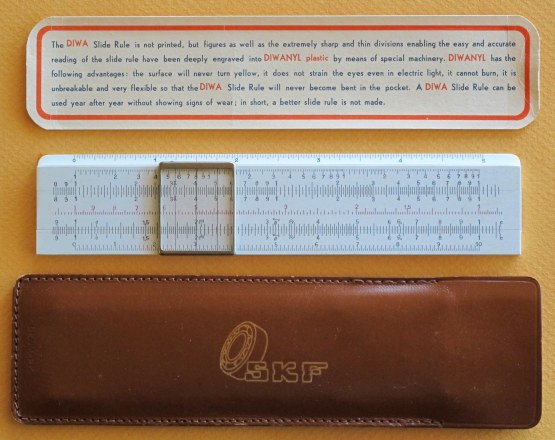 The DIWA Slide Rule is not printed, but figures as well as the extremely sharp and thin divisions enabling the easy and accurate
reading of the slide rule have been deeply engraved into DIWANYL plastic by means of special machinery. DIWANYL has the
following advantages: the surface will never turn yellow, it does not strain the eyes even in electric light, it cannot burn, it is
unbreakable and very flexible so that the DIWA Slide Rule will never become bent in the pocket. A DIWA Slide Rule can be
used year after year without showing signs of wear; in short, a better slide rule is not made.
SKF